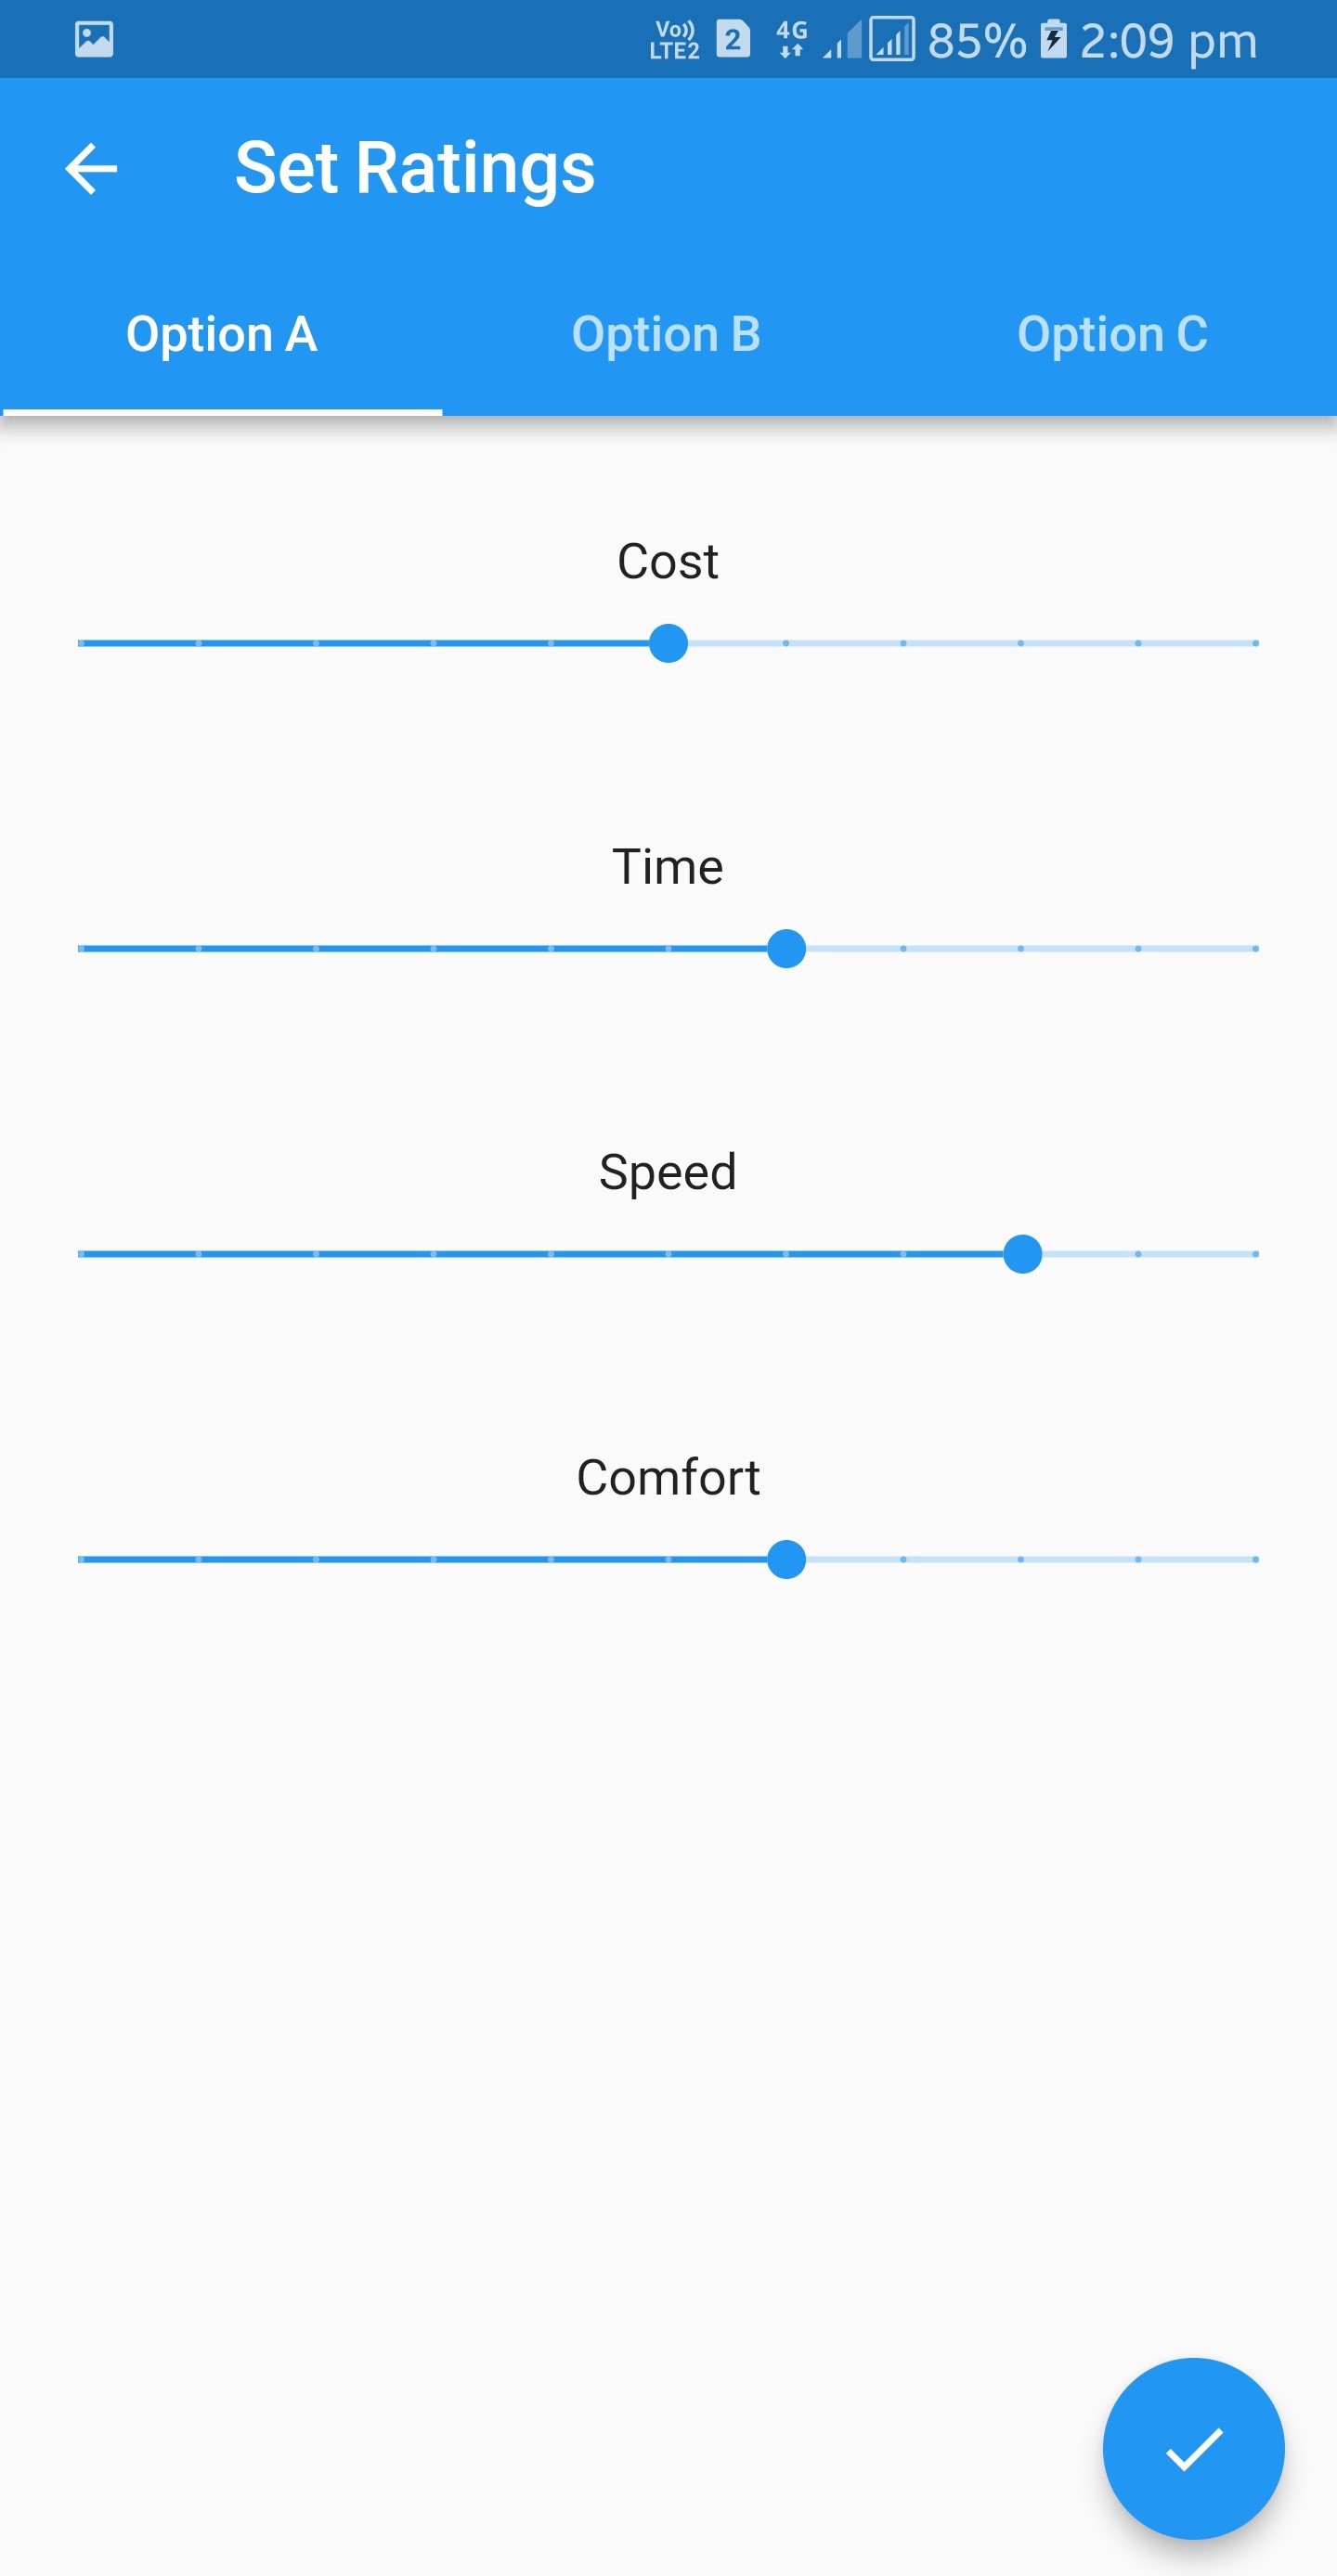 Vo)) LTE2 2 4G 85% 2:09 pm
Set Ratings
Option A Option B Option C
Cost
Time
Speed
Comfort